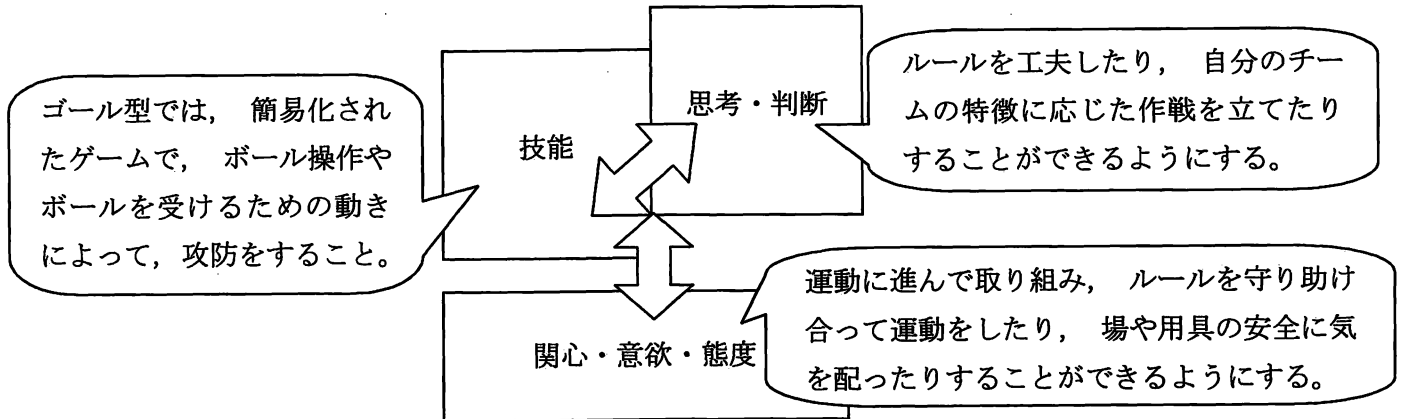 ゴール型では， 簡易化され
たゲームで， ボール操作や
ボールを受けるための動き
によって，攻防をすること。
技能
思考・判断
ルールを工夫したり， 自分のチー
ムの特徴に応じた作戦を立てたり
することができるようにする。
関心・意欲・態度
運動に進んで取り組み， ルールを守り助け
合って運動をしたり， 場や用具の安全に気
を配ったりすることができるようにする。